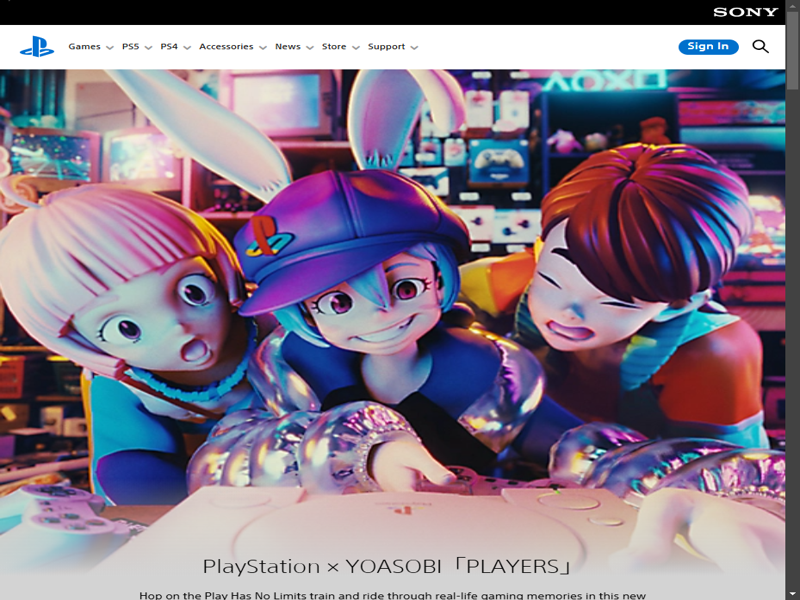 SONY
Games
PS5
PS4
Accessories
News
Store
Support
Sign In
PlayStation × YOASOBI「PLAYERS」
Hop on the Play Has No Limits train and ride through real-life gaming memories in this new